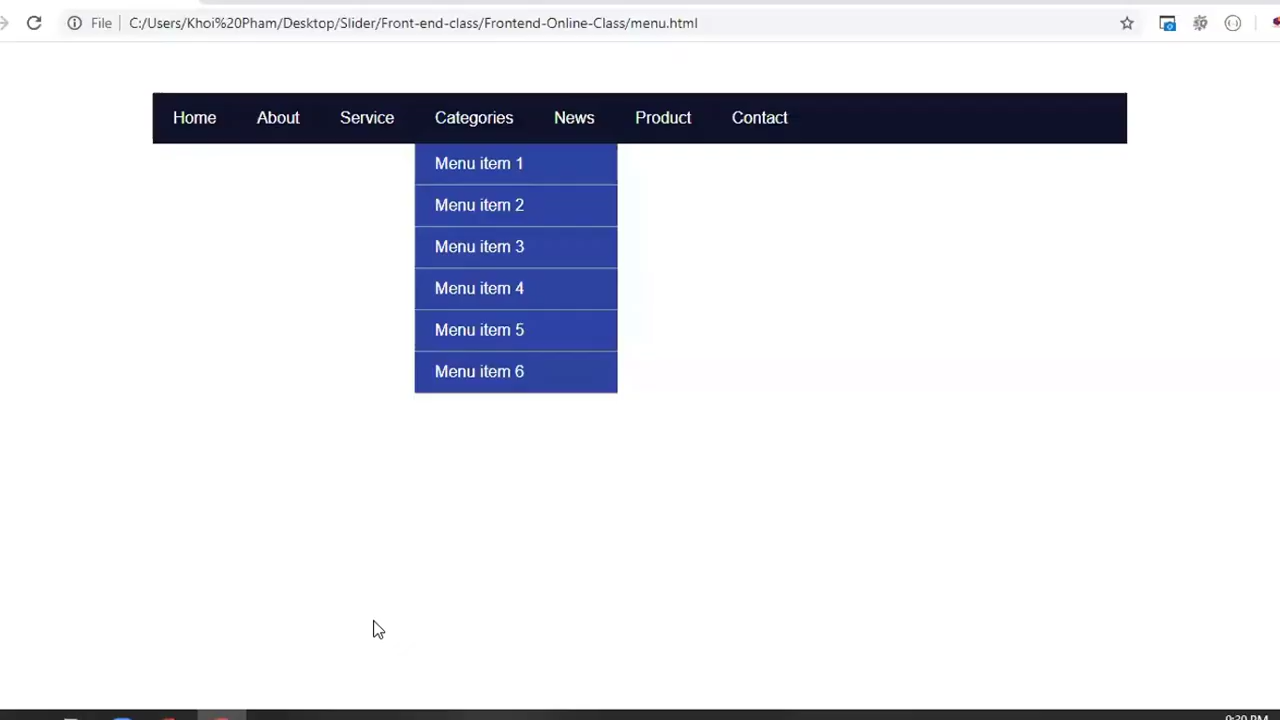 File C:/Users/Khoi%20Pham/Desktop/Slider/Front-end-class/Frontend-Online-Class/menu.html
Home About Service Categories News Product Contact
Menu item 1
Menu item 2
Menu item 3
Menu item 4
Menu item 5
Menu item 6